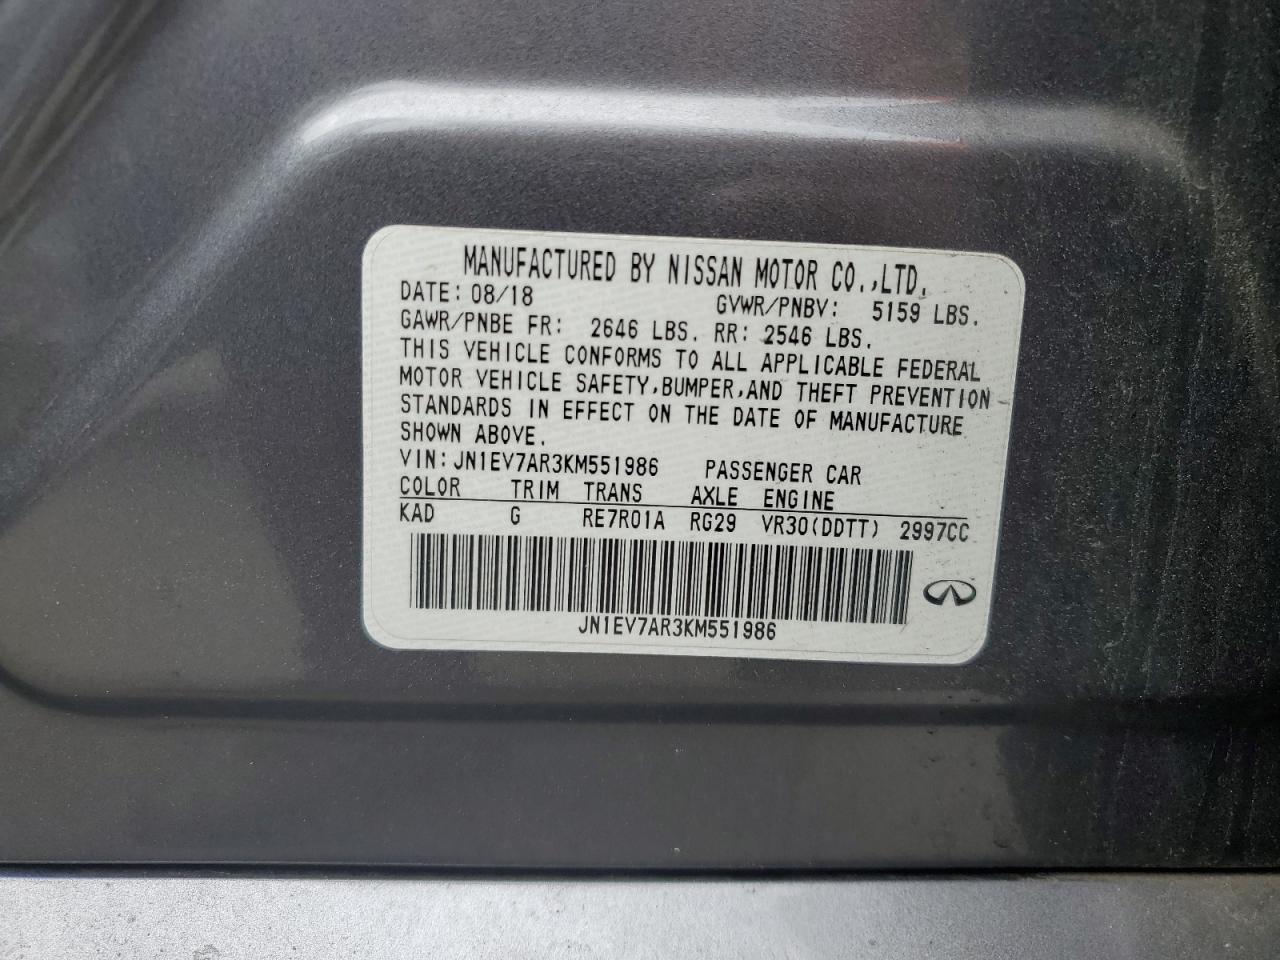 MANUFACTURED BY NISSAN MOTOR CO.,LTD.
DATE: 08/18 GVWR/PNBV: 5159 LBS.
GAWR/PNBE FR: 2646 LBS. RR: 2546 LBS.
THIS VEHICLE CONFORMS TO ALL APPLICABLE FEDERAL
MOTOR VEHICLE SAFETY,BUMPER,AND THEFT PREVENTION
STANDARDS IN EFFECT ON THE DATE OF MANUFACTURE
SHOWN ABOVE.
VIN: JN1EV7AR3KM551986 PASSENGER CAR
COLOR TRIM TRANS AXLE ENGINE
KAD G RE7R01A RG29 VR30(DDTT) 2997CC
JN1EV7AR3KM551986